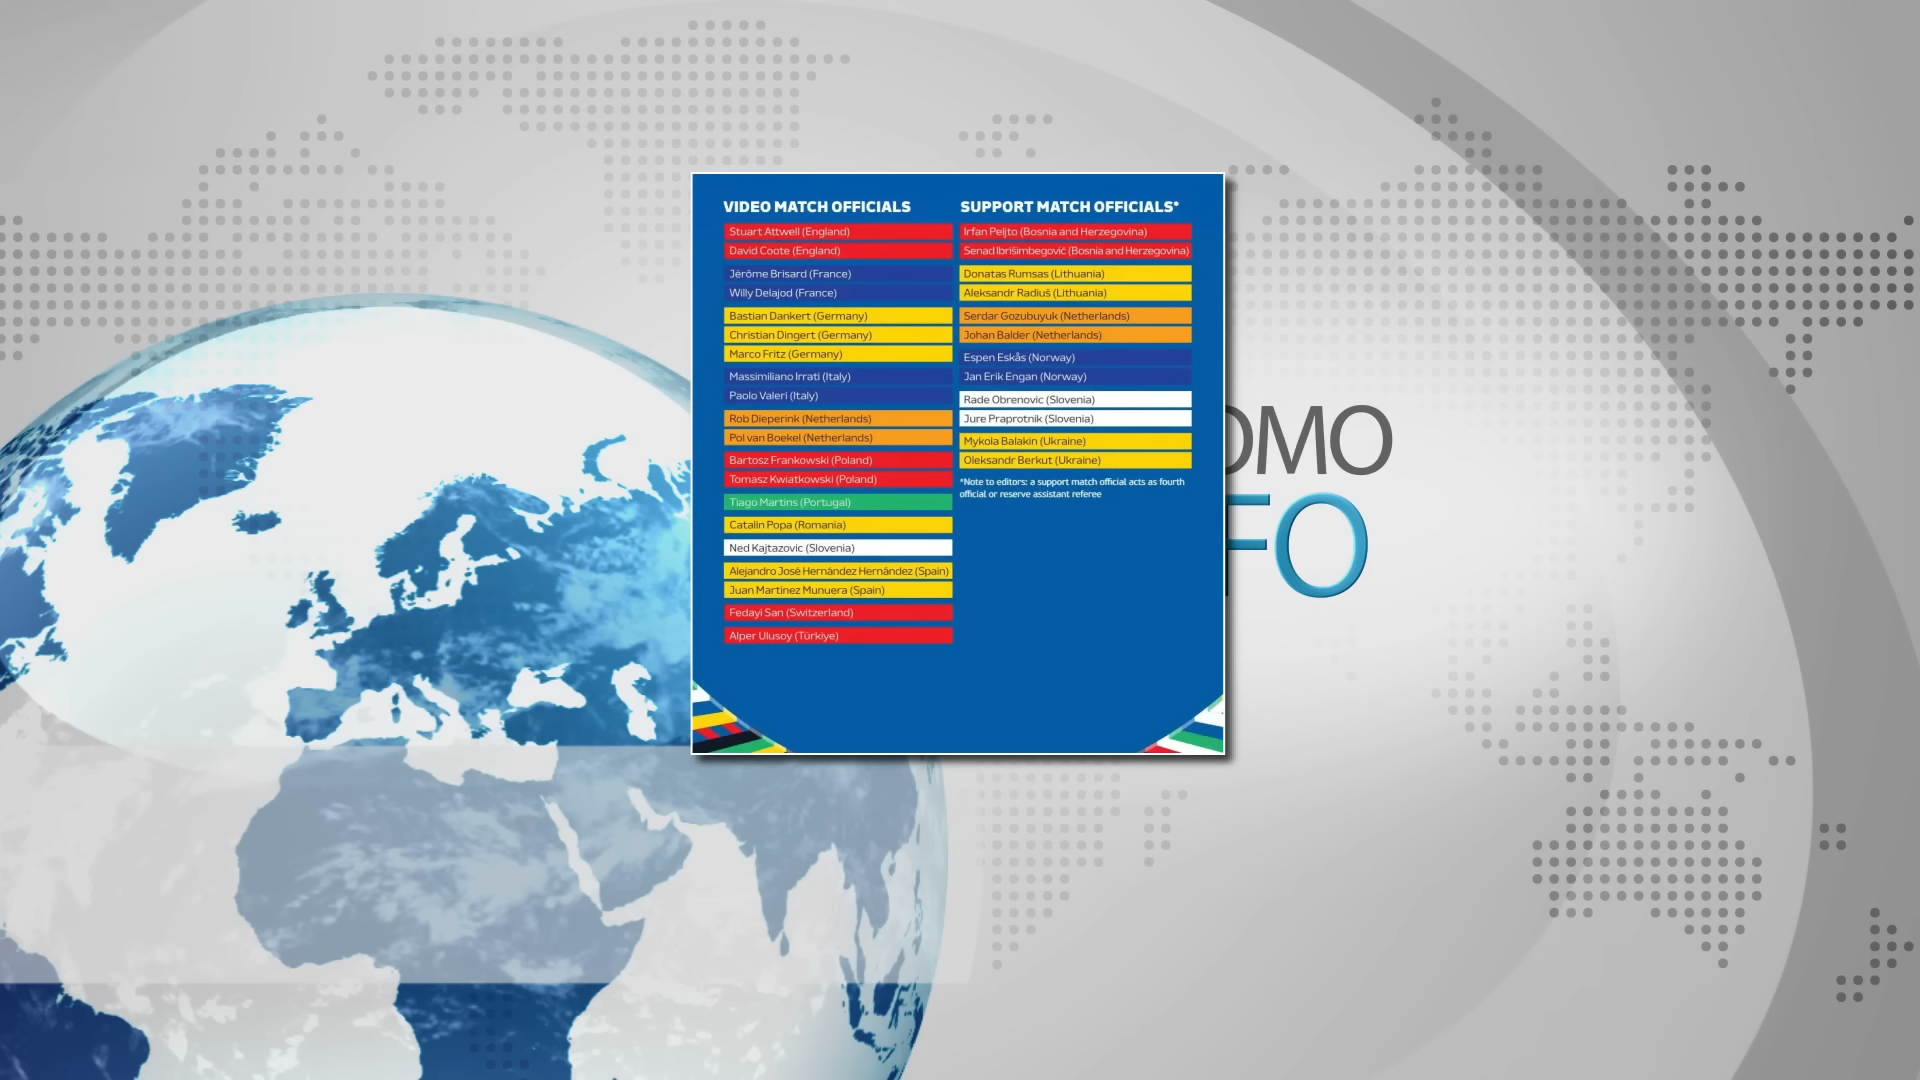 VIDEO MATCH OFFICIALS
Stuart Attwell (England)
David Coote (England)
Jérôme Brisard (France)
Willy Delajod (France)
Bastian Dankert (Germany)
Christian Dingert (Germany)
Marco Fritz (Germany)
Massimiliano Irrati (Italy)
Paolo Valeri (Italy)
Rob Dieperink (Netherlands)
Pol van Boekel (Netherlands)
Bartosz Frankowski (Poland)
Tomasz Kwiatkowski (Poland)
Tiago Martins (Portugal)
Catalin Popa (Romania)
Ned Kajtazovic (Slovenia)
Alejandro José Hernández Hernández (Spain)
Juan Martínez Munuera (Spain)
Fedayi San (Switzerland)
Alper Ulusoy (Türkiye)
SUPPORT MATCH OFFICIALS*
Irfan Peljto (Bosnia and Herzegovina)
Senad Ibrišimbegović (Bosnia and Herzegovina)
Donatas Rumsas (Lithuania)
Aleksandr Radiuš (Lithuania)
Serdar Gozubuyuk (Netherlands)
Johan Balder (Netherlands)
Espen Eskås (Norway)
Jan Erik Engan (Norway)
Rade Obrenovic (Slovenia)
Jure Praprotnik (Slovenia)
Mykola Balakin (Ukraine)
Oleksandr Berkut (Ukraine)
*Note to editors: a support match official acts as fourth
official or reserve assistant referee
OMO
FO